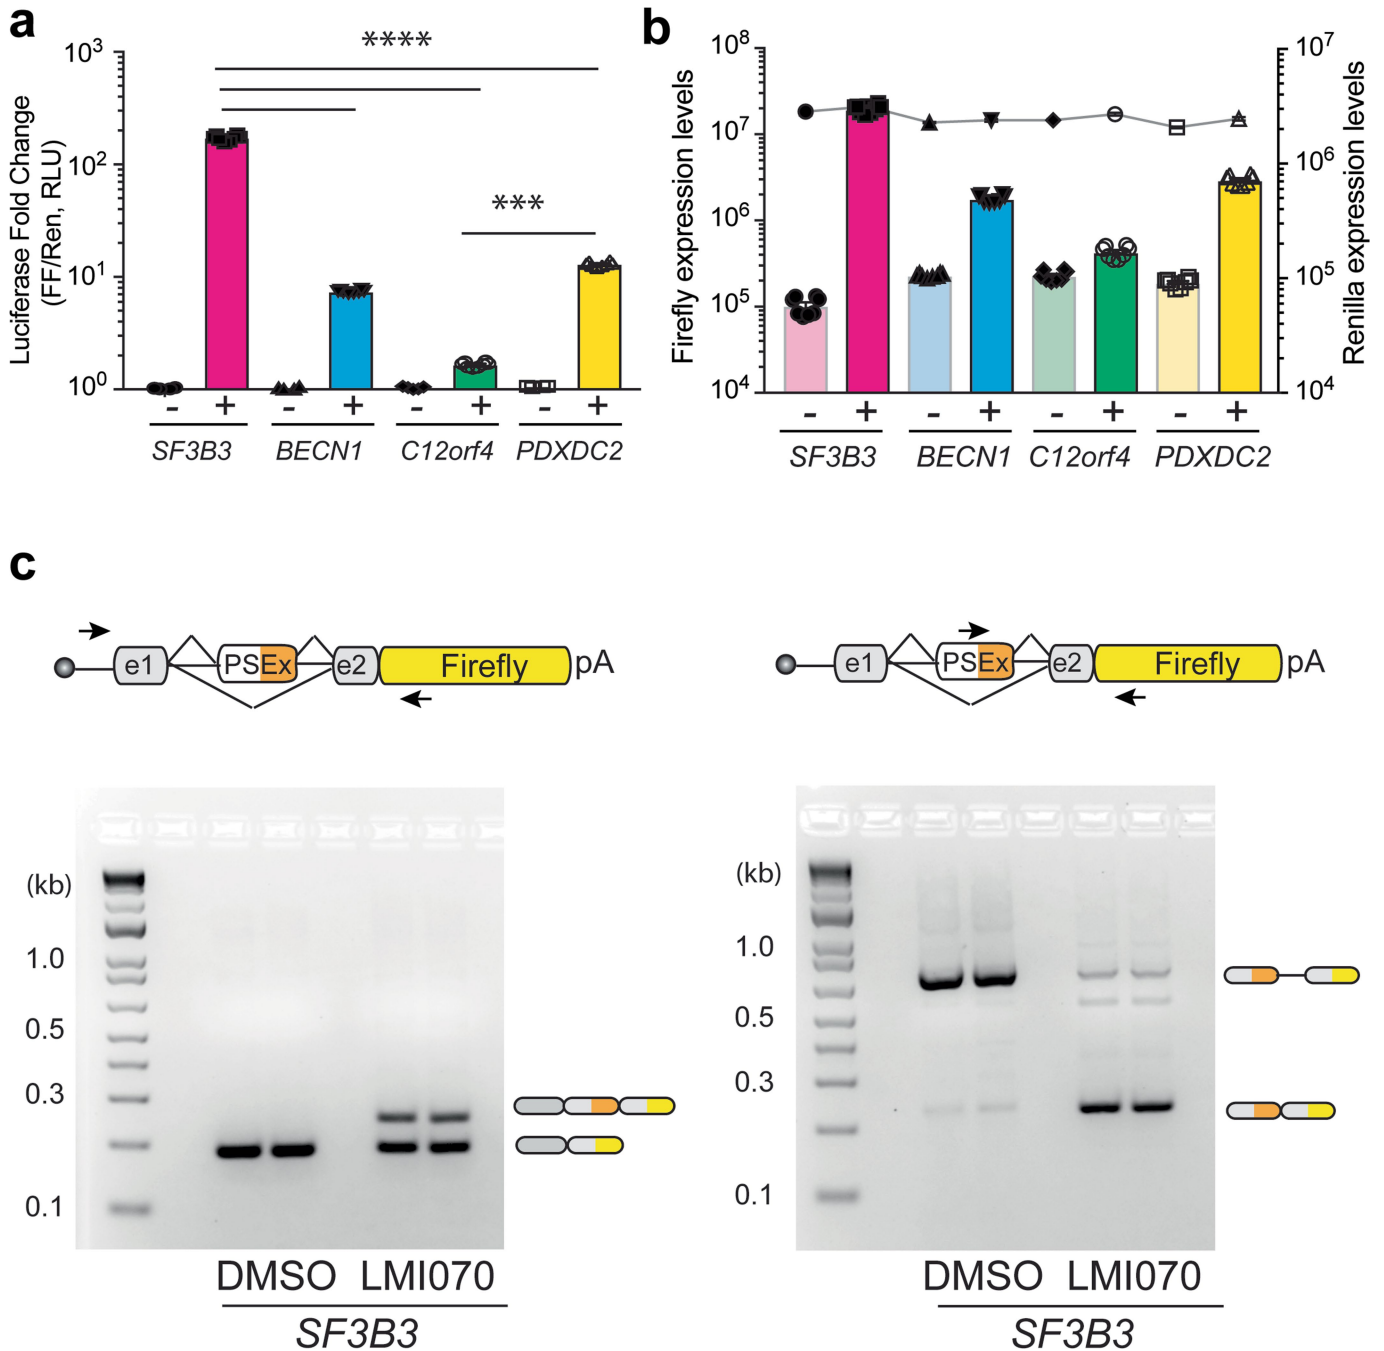 a
Luciferase Fold Change
(FF/Ren, RLU)
10³
10²
10¹
10⁰
****
***
- + - + - + - +
SF3B3 BECN1 C12orf4 PDXDC2
b
Firefly expression levels
10⁸
10⁷
10⁶
10⁵
10⁴
10⁷
10⁶
10⁵
10⁴
Renilla expression levels
- + - + - + - +
SF3B3 BECN1 C12orf4 PDXDC2
c
e1 PSEx e2 Firefly pA
(kb)
1.0
0.5
0.3
0.1
DMSO LMI070
SF3B3
e1 PSEx e2 Firefly pA
(kb)
1.0
0.5
0.3
0.1
DMSO LMI070
SF3B3